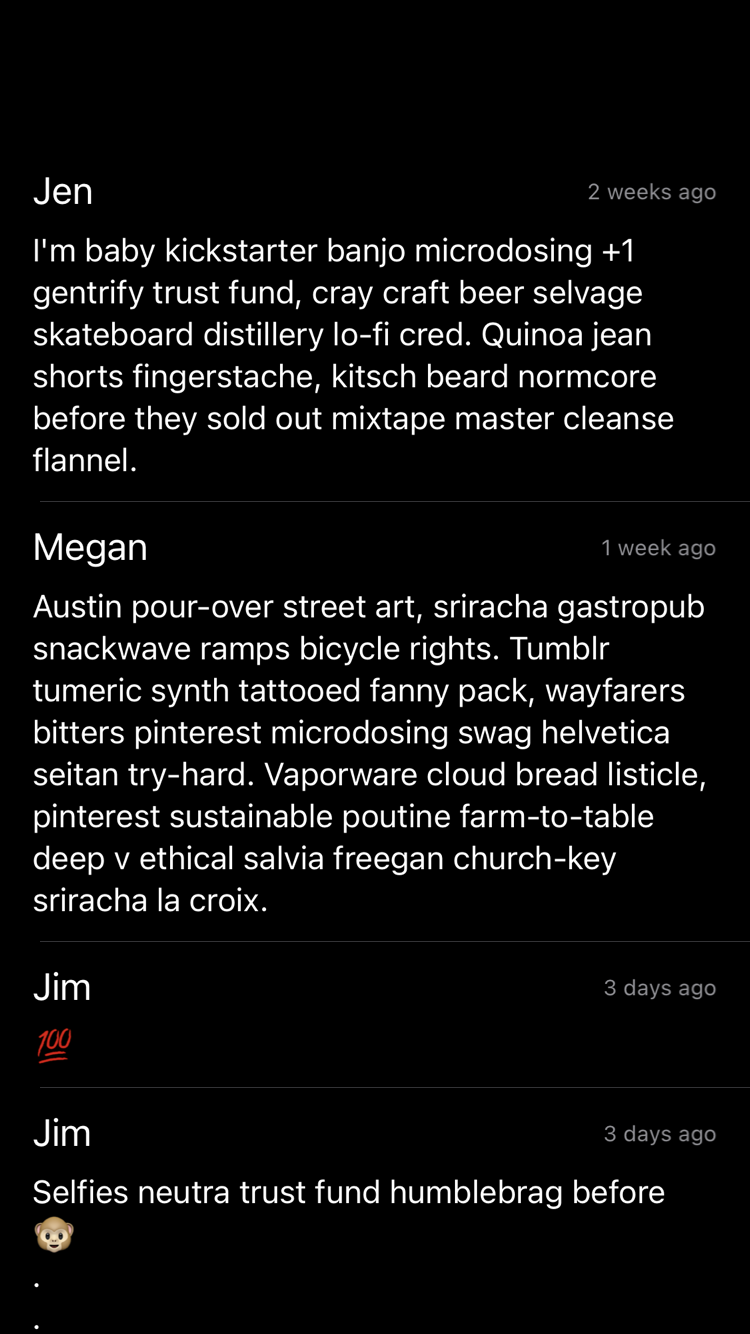 Jen
2 weeks ago
I'm baby kickstarter banjo microdosing +1
gentrify trust fund, cray craft beer selvage
skateboard distillery lo-fi cred. Quinoa jean
shorts fingerstache, kitsch beard normcore
before they sold out mixtape master cleanse
flannel.
Megan
1 week ago
Austin pour-over street art, sriracha gastropub
snackwave ramps bicycle rights. Tumblr
tumeric synth tattooed fanny pack, wayfarers
bitters pinterest microdosing swag helvetica
seitan try-hard. Vaporware cloud bread listicle,
pinterest sustainable poutine farm-to-table
deep v ethical salvia freegan church-key
sriracha la croix.
Jim
3 days ago
💯
Jim
3 days ago
Selfies neutra trust fund humblebrag before
🐵
.
.